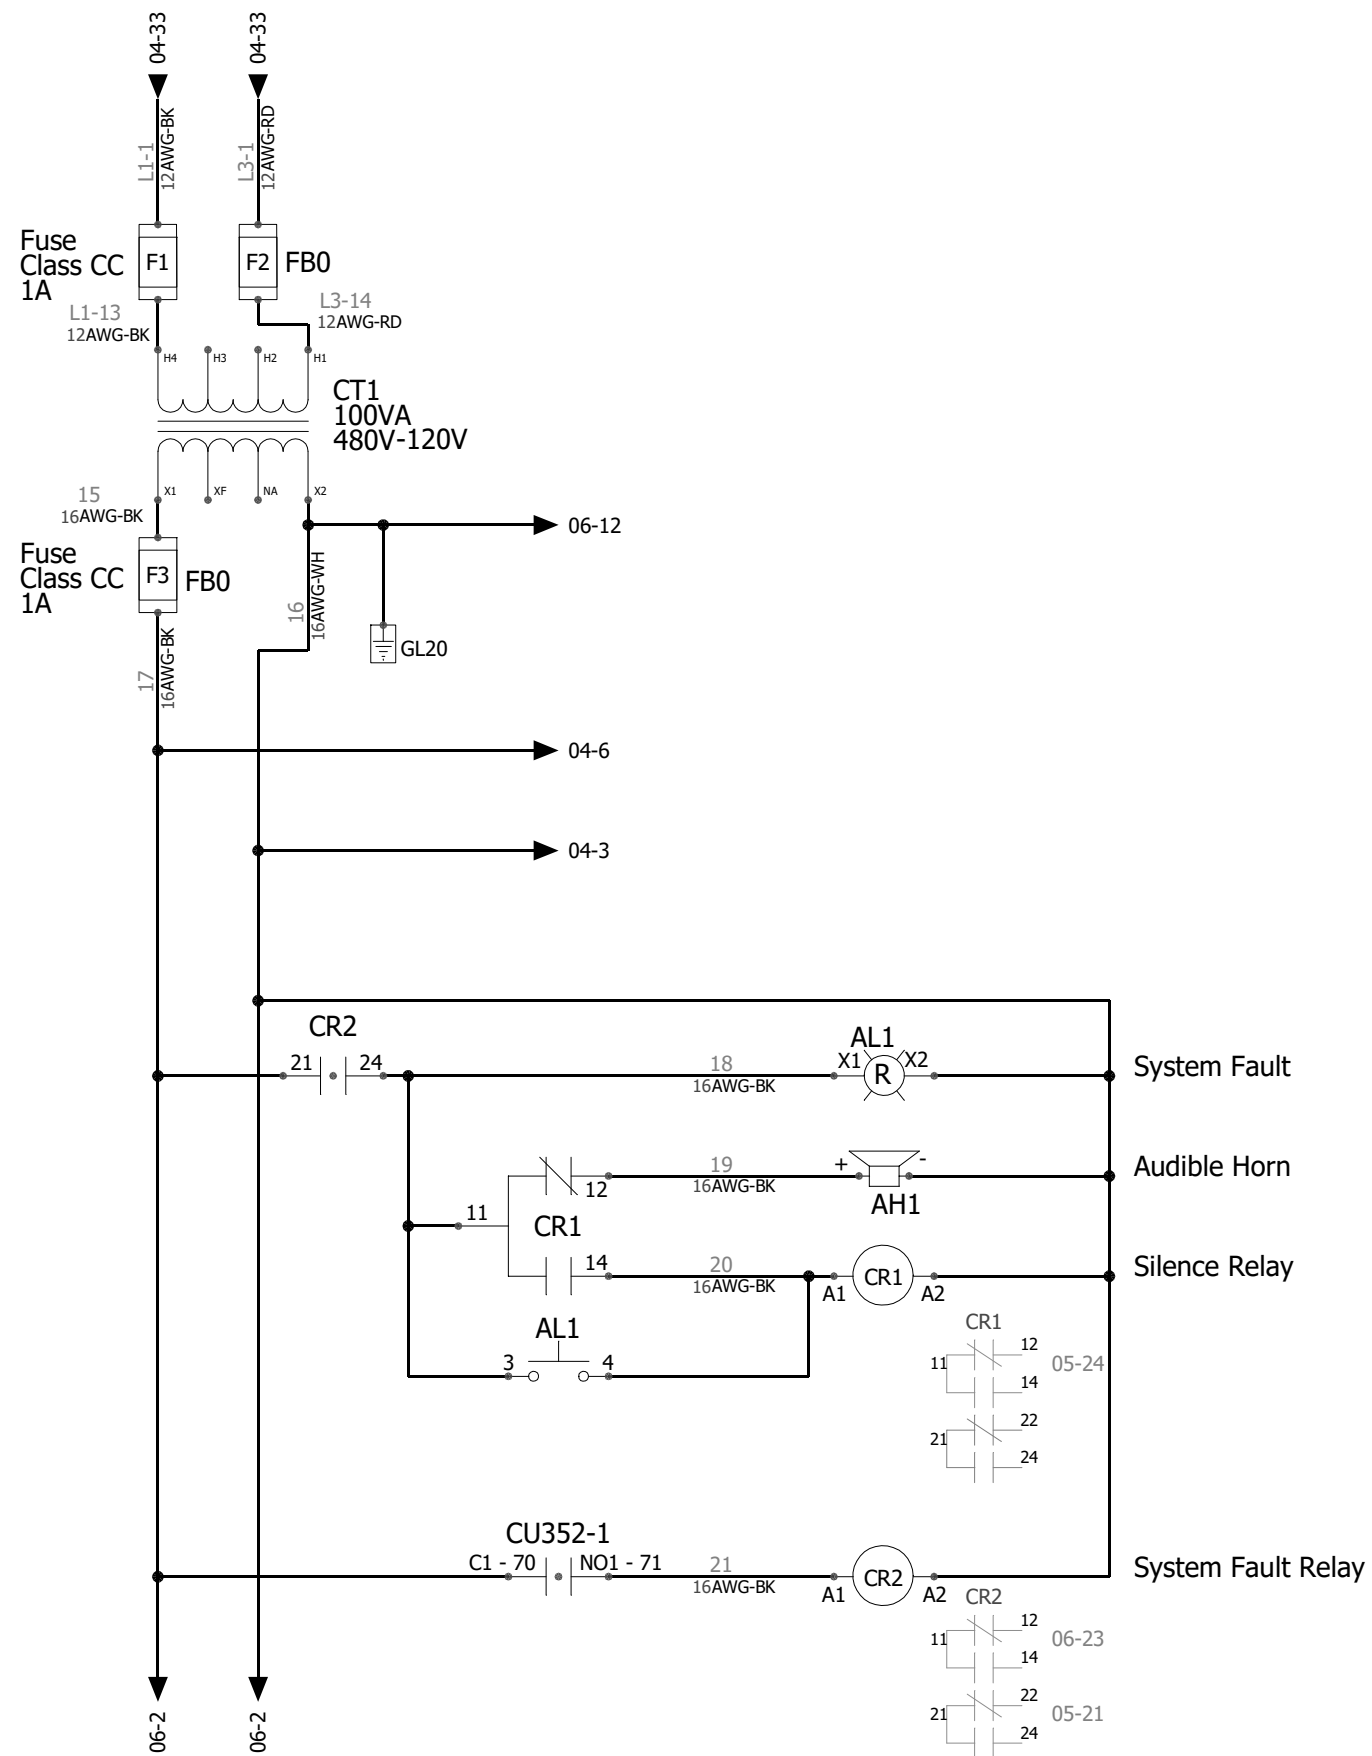 04-33
04-33
L1-1
12AWG-BK
L3-1
12AWG-RD
Fuse
Class CC
1A
F1
F2
FB0
L1-13
12AWG-BK
L3-14
12AWG-RD
H4
H3
H2
H1
CT1
100VA
480V-120V
X1
XF
NA
X2
15
16AWG-BK
06-12
Fuse
Class CC
1A
F3
FB0
16
16AWG-WH
GL20
17
16AWG-BK
04-6
04-3
CR2
21
24
18
16AWG-BK
AL1
X1
R
X2
System Fault
12
19
16AWG-BK
+
-
AH1
Audible Horn
11
CR1
14
20
16AWG-BK
A1
CR1
A2
Silence Relay
AL1
3
4
CR1
11
12
14
05-24
21
22
24
CU352-1
C1 - 70
NO1 - 71
21
16AWG-BK
A1
CR2
A2
System Fault Relay
CR2
11
12
14
06-23
21
22
24
05-21
06-2
06-2